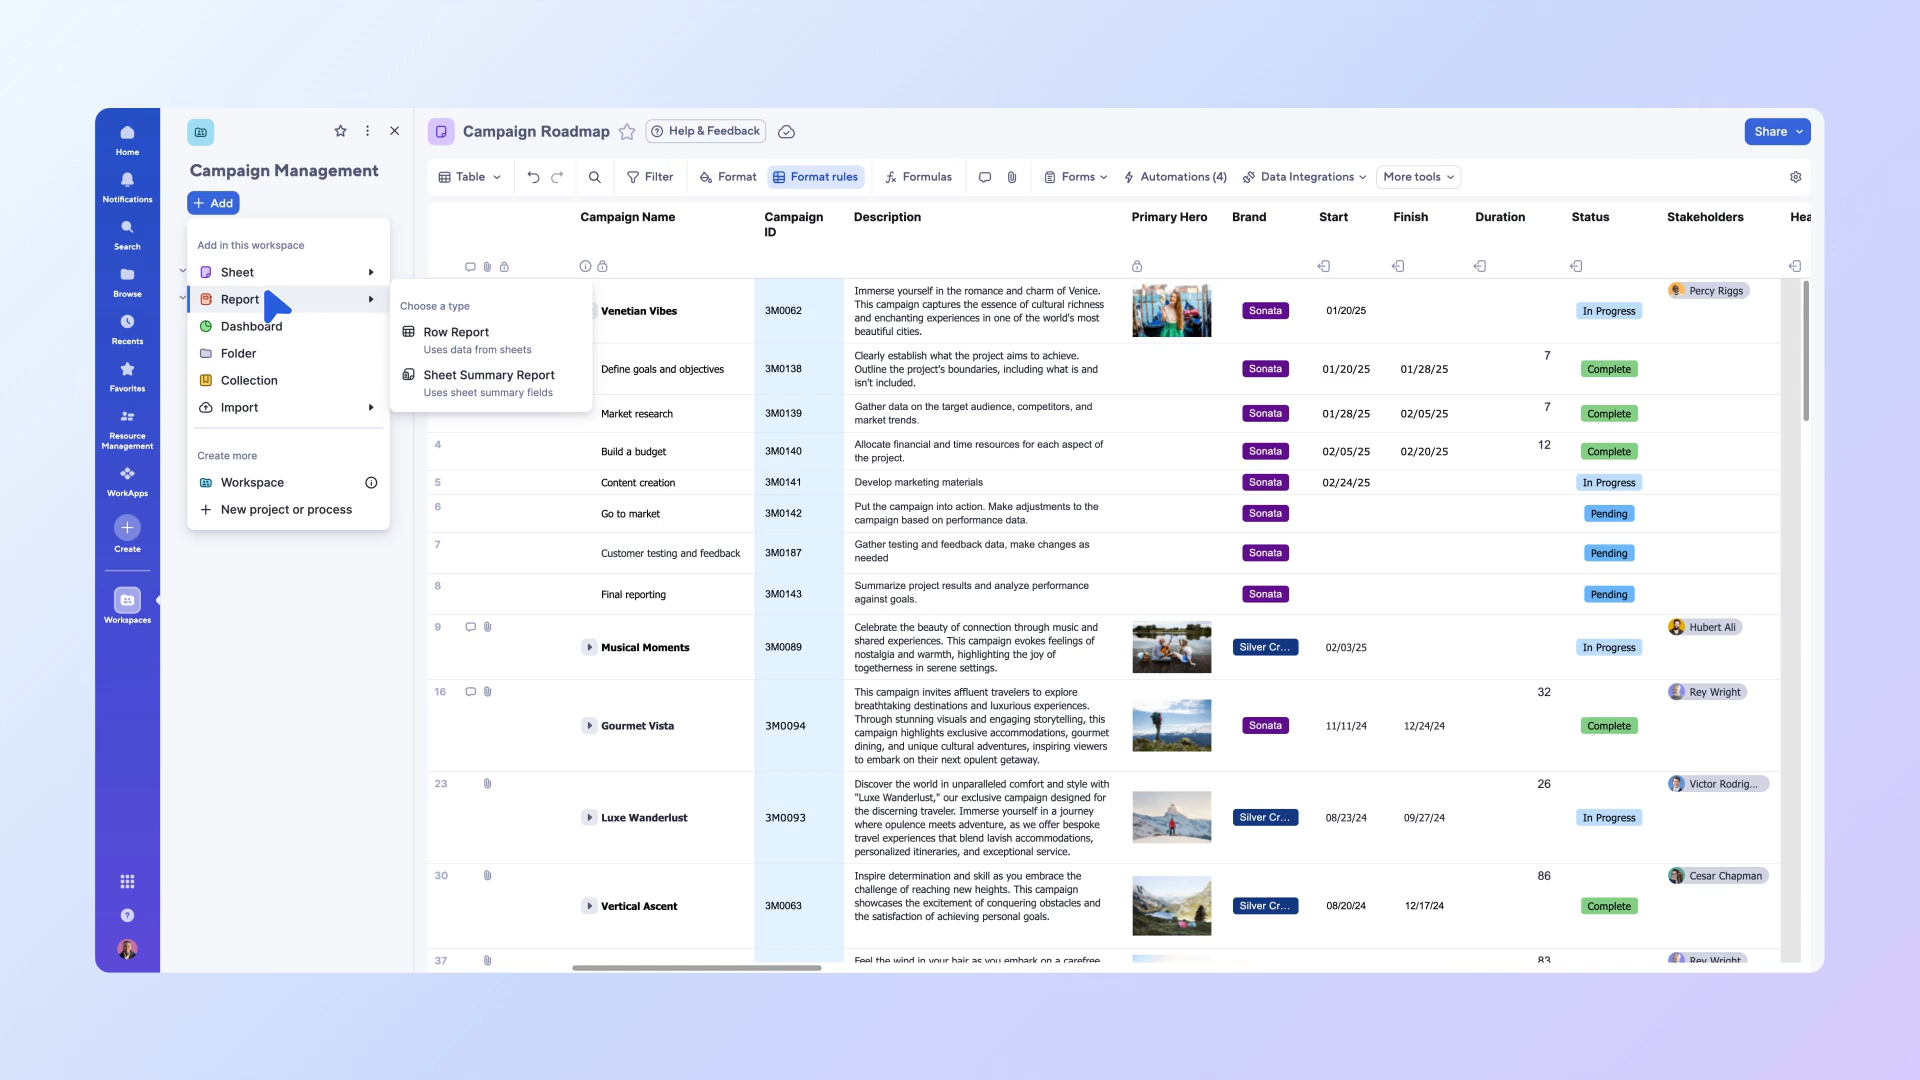 Home
Notifications
Search
Browse
Recents
Favorites
Resource
Management
WorkApps
Create
Workspaces
Campaign Management
+ Add
Add in this workspace
Sheet
Report
Dashboard
Folder
Collection
Import
Create more
Workspace
New project or process
Choose a type
Row Report
Uses data from sheets
Sheet Summary Report
Uses sheet summary fields
Campaign Roadmap
Help & Feedback
Share
Table
Filter
Format
Format rules
Formulas
Forms
Automations (4)
Data Integrations
More tools
Campaign Name
Campaign
ID
Description
Primary Hero
Brand
Start
Finish
Duration
Status
Stakeholders
Hea
Venetian Vibes
3M0062
Immerse yourself in the romance and charm of Venice.
This campaign captures the essence of cultural richness
and enchanting experiences in one of the world's most
beautiful cities.
Sonata
01/20/25
In Progress
Percy Riggs
Define goals and objectives
3M0138
Clearly establish what the project aims to achieve.
Outline the project's boundaries, including what is and
isn't included.
Sonata
01/20/25
01/28/25
7
Complete
Market research
3M0139
Gather data on the target audience, competitors, and
market trends.
Sonata
01/28/25
02/05/25
7
Complete
4
Build a budget
3M0140
Allocate financial and time resources for each aspect of
the project.
Sonata
02/05/25
02/20/25
12
Complete
5
Content creation
3M0141
Develop marketing materials
Sonata
02/24/25
In Progress
6
Go to market
3M0142
Put the campaign into action. Make adjustments to the
campaign based on performance data.
Sonata
Pending
7
Customer testing and feedback
3M0187
Gather testing and feedback data, make changes as
needed
Sonata
Pending
8
Final reporting
3M0143
Summarize project results and analyze performance
against goals.
Sonata
Pending
9
Musical Moments
3M0089
Celebrate the beauty of connection through music and
shared experiences. This campaign evokes feelings of
nostalgia and warmth, highlighting the joy of
togetherness in serene settings.
Silver Cr...
02/03/25
In Progress
Hubert Ali
16
Gourmet Vista
3M0094
This campaign invites affluent travelers to explore
breathtaking destinations and luxurious experiences.
Through stunning visuals and engaging storytelling, this
campaign highlights exclusive accommodations, gourmet
dining, and unique cultural adventures, inspiring viewers
to embark on their next opulent getaway.
Sonata
11/11/24
12/24/24
32
Complete
Rey Wright
23
Luxe Wanderlust
3M0093
Discover the world in unparalleled comfort and style with
"Luxe Wanderlust," our exclusive campaign designed for
the discerning traveler. Immerse yourself in a journey
where opulence meets adventure, as we offer bespoke
travel experiences that blend lavish accommodations,
personalized itineraries, and exceptional service.
Silver Cr...
08/23/24
09/27/24
26
In Progress
Victor Rodrig...
30
Vertical Ascent
3M0063
Inspire determination and skill as you embrace the
challenge of reaching new heights. This campaign
showcases the excitement of conquering obstacles and
the satisfaction of achieving personal goals.
Silver Cr...
08/20/24
12/17/24
86
Complete
Cesar Chapman
37
Feel the wind in your hair as you embark on a carefree
83
Rey Wright